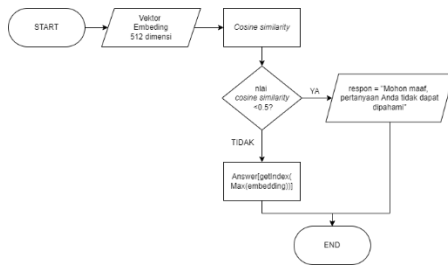 START
Vektor
Embeding
512 dimensi
Cosine similarity
nlai
cosine similarity
<0.5?
YA
respon = "Mohon maaf,
pertanyaan Anda tidak dapat
dipahami"
TIDAK
Answer[getIndex(
Max(embedding))]
END